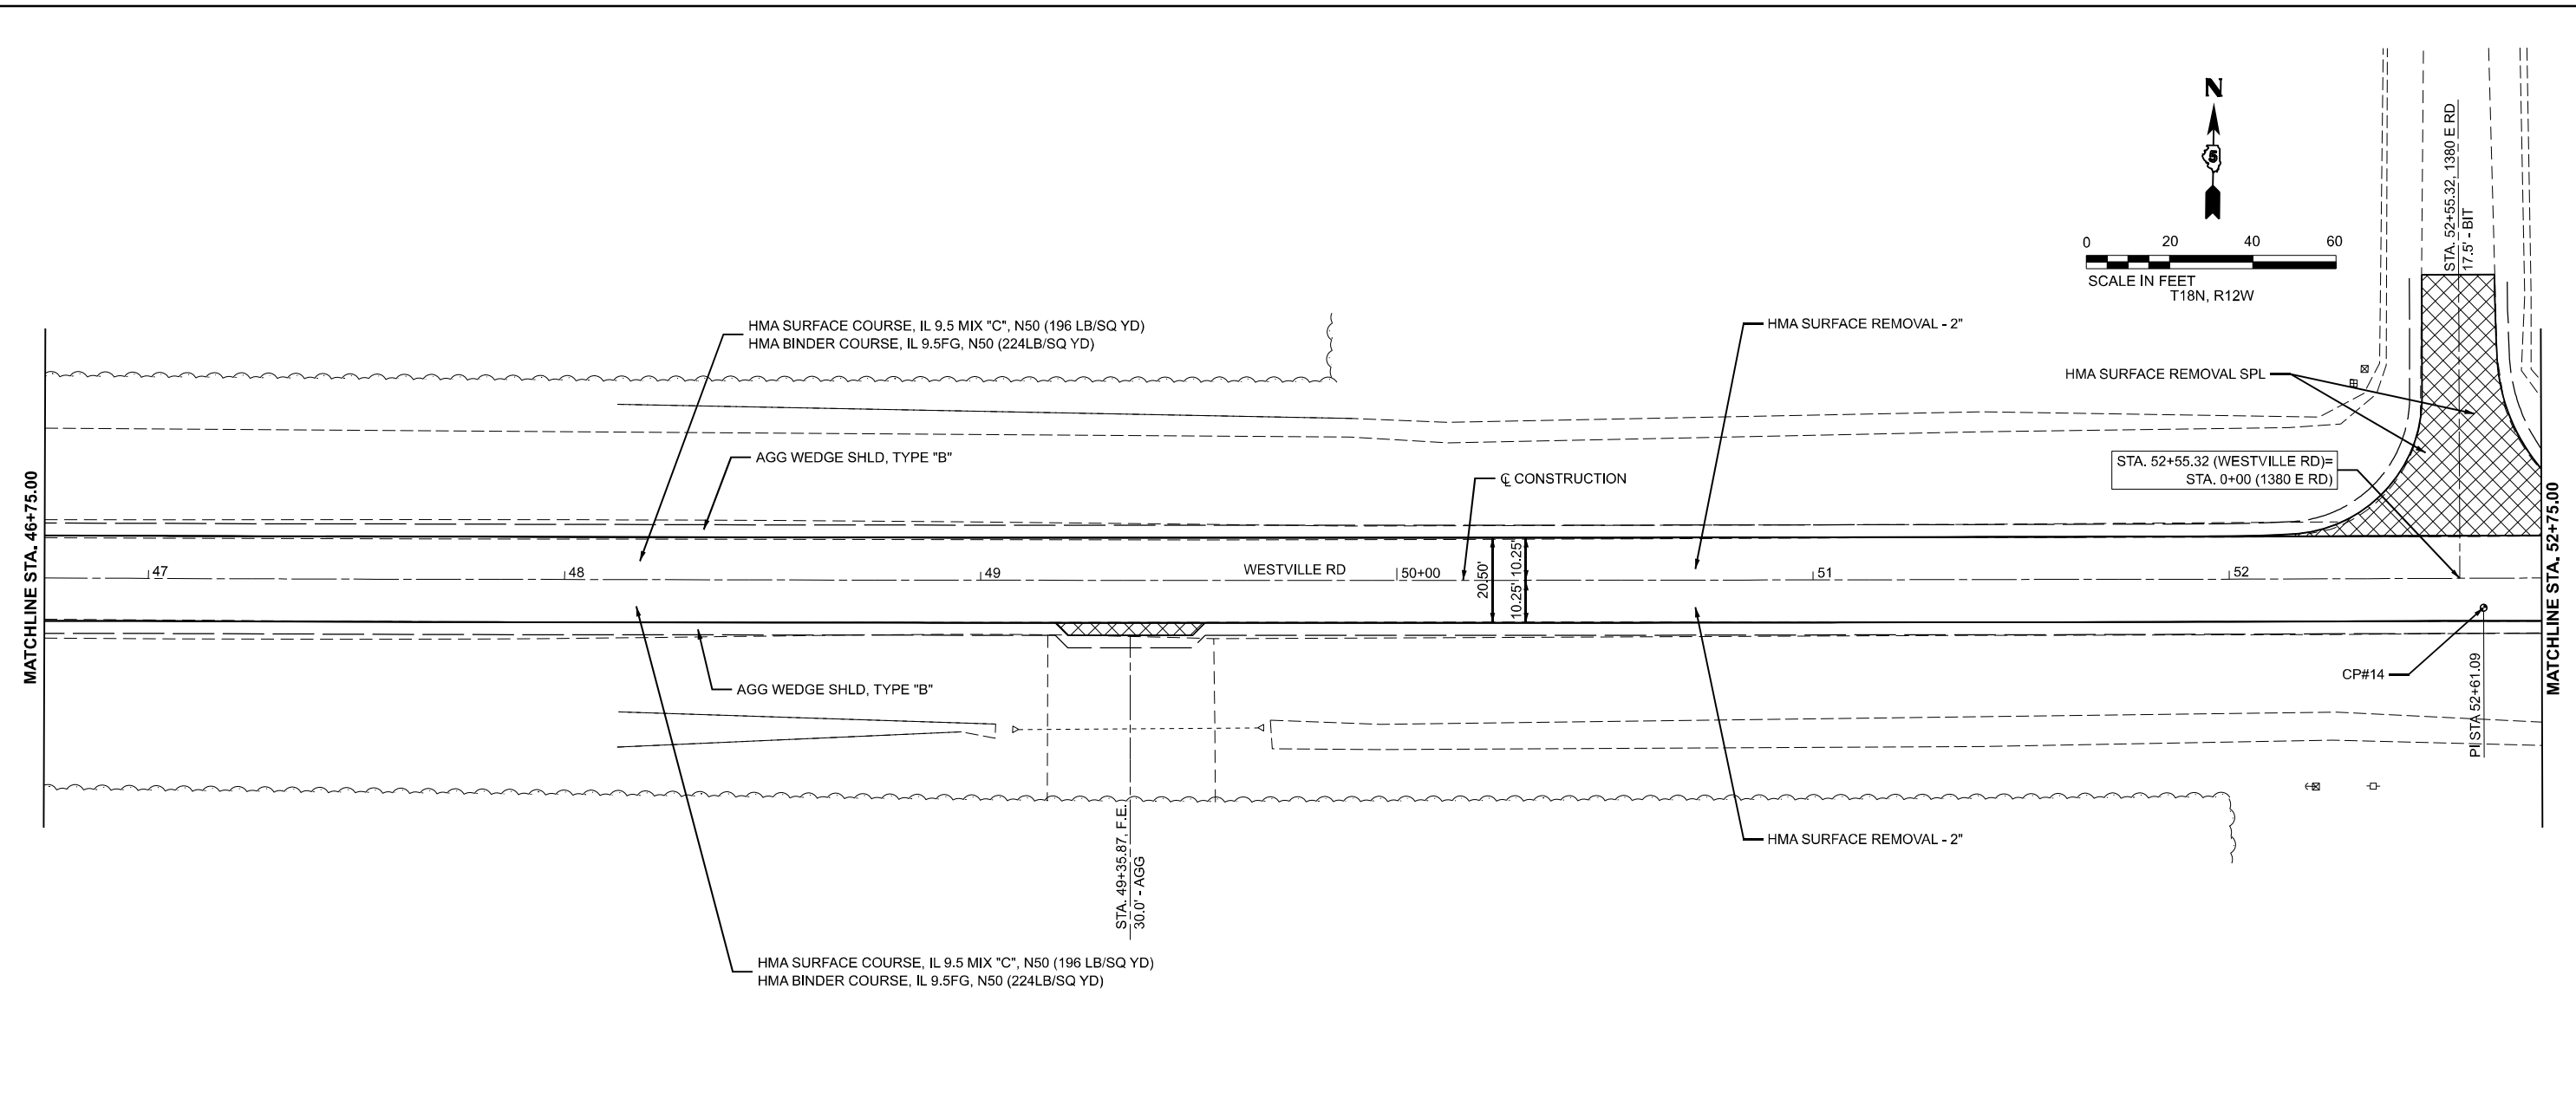 N
5
STA. 52+55.32, 1380 E RD
17.5' - BIT
0 20 40 60
SCALE IN FEET
T18N, R12W
HMA SURFACE COURSE, IL 9.5 MIX "C", N50 (196 LB/SQ YD)
HMA BINDER COURSE, IL 9.5FG, N50 (224LB/SQ YD)
HMA SURFACE REMOVAL - 2"
HMA SURFACE REMOVAL SPL
AGG WEDGE SHLD, TYPE "B"
STA. 52+55.32 (WESTVILLE RD)=
STA. 0+00 (1380 E RD)
℄ CONSTRUCTION
MATCHLINE STA. 46+75.00
47 48 49 WESTVILLE RD 50+00 51 52
20.50'
10.25' 10.25'
MATCHLINE STA. 52+75.00
CP#14
PI STA 52+61.09
AGG WEDGE SHLD, TYPE "B"
STA. 49+35.87, F.E.
30.0' - AGG
HMA SURFACE REMOVAL - 2"
HMA SURFACE COURSE, IL 9.5 MIX "C", N50 (196 LB/SQ YD)
HMA BINDER COURSE, IL 9.5FG, N50 (224LB/SQ YD)